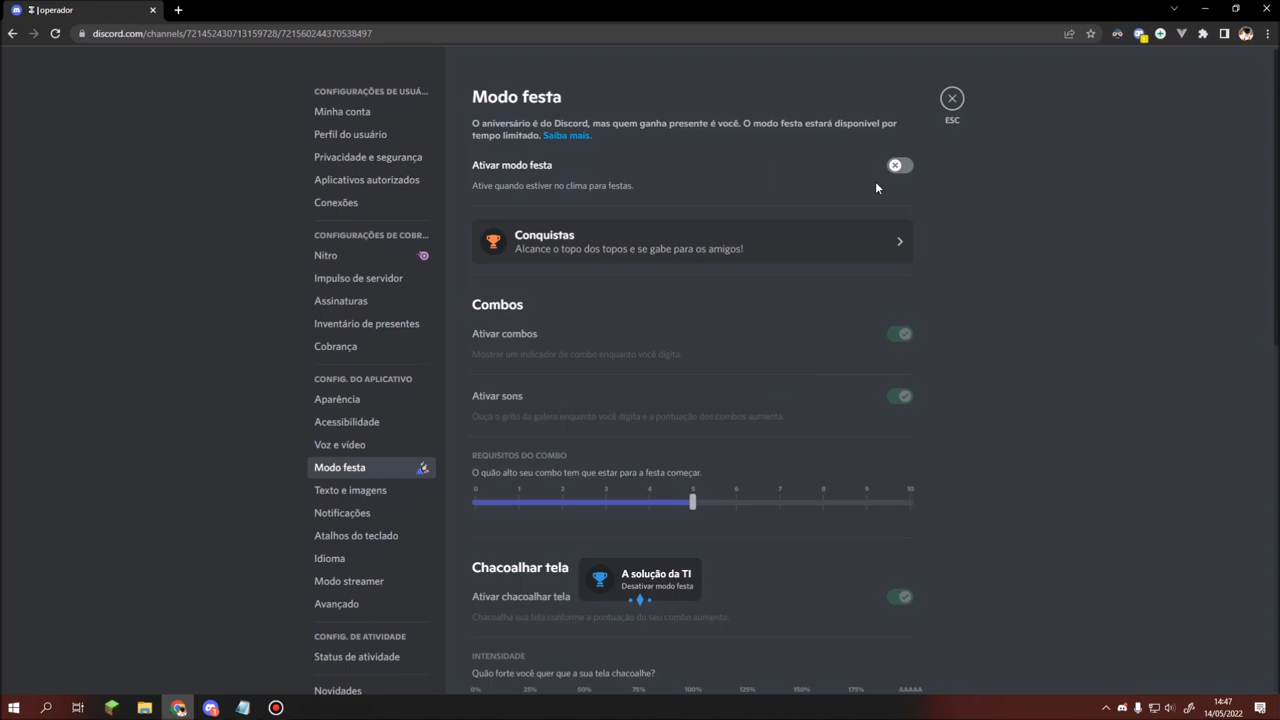 operador
discord.com/channels/721452430713159728/721560244370538497
CONFIGURAÇÕES DE USUÁ...
Minha conta
Perfil do usuário
Privacidade e segurança
Aplicativos autorizados
Conexões
CONFIGURAÇÕES DE COBR...
Nitro
Impulso de servidor
Assinaturas
Inventário de presentes
Cobrança
CONFIG. DO APLICATIVO
Aparência
Acessibilidade
Voz e vídeo
Modo festa
Texto e imagens
Notificações
Atalhos do teclado
Idioma
Modo streamer
Avançado
CONFIG. DE ATIVIDADE
Status de atividade
Novidades
Modo festa
O aniversário é do Discord, mas quem ganha presente é você. O modo festa estará disponível por
tempo limitado. Saiba mais.
Ativar modo festa
Ative quando estiver no clima para festas.
ESC
Conquistas
Alcance o topo dos topos e se gabe para os amigos!
Combos
Ativar combos
Mostrar um indicador de combo enquanto você digita.
Ativar sons
Ouça o grito da galera enquanto você digita e a pontuação dos combos aumenta.
REQUISITOS DO COMBO
O quão alto seu combo tem que estar para a festa começar.
0 1 2 3 4 5 6 7 8 9 10
Chacoalhar tela
Ativar chacoalhar tela
Chacoalha sua tela conforme a pontuação do seu combo aumenta.
A solução da TI
Desativar modo festa
INTENSIDADE
Quão forte você quer que a sua tela chacoalhe?
0% 25% 50% 75% 100% 125% 150% 175% AAAAA
14:47
14/05/2022